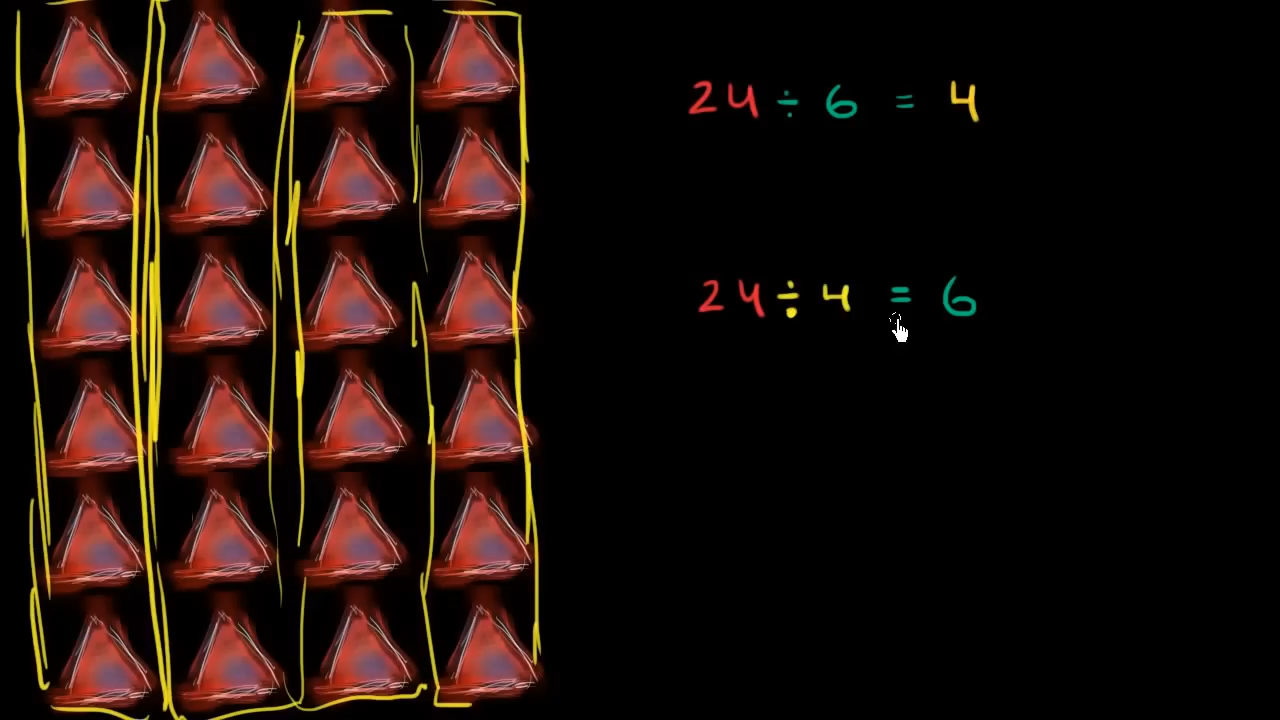 24 ÷ 6 = 4
24 ÷ 4 = 6